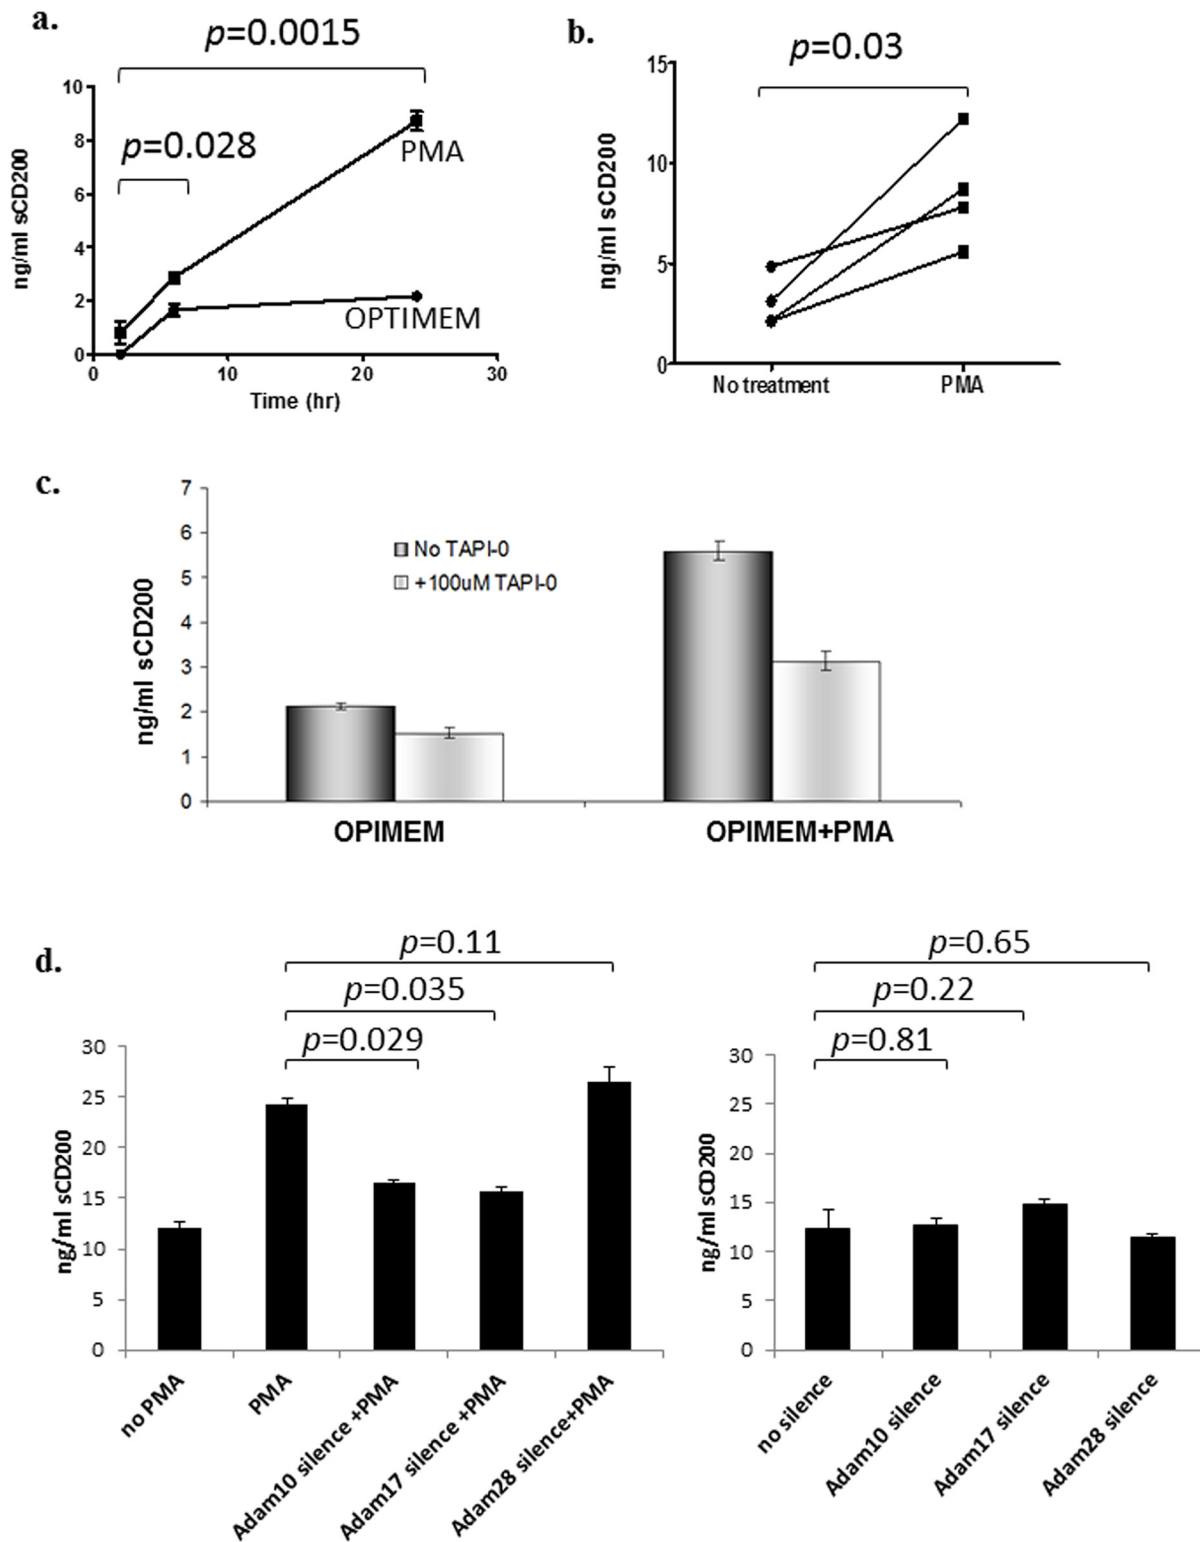 a.
p=0.0015
10
8
6
4
2
0
ng/ml sCD200
p=0.028
PMA
OPTIMEM
0
10
20
30
Time (hr)
b.
p=0.03
15
10
5
0
ng/ml sCD200
No treatment
PMA
c.
7
6
5
4
3
2
1
0
ng/ml sCD200
No TAPI-0
+100uM TAPI-0
OPIMEM
OPIMEM+PMA
d.
p=0.11
p=0.035
p=0.029
30
25
20
15
10
5
0
ng/ml sCD200
no PMA
PMA
Adam10 silence +PMA
Adam17 silence +PMA
Adam28 silence+PMA
p=0.65
p=0.22
p=0.81
30
25
20
15
10
5
0
ng/ml sCD200
no silence
Adam10 silence
Adam17 silence
Adam28 silence